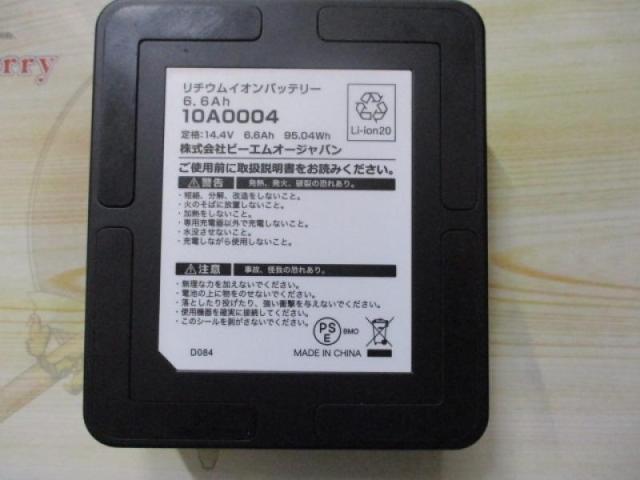 rry
リチウムイオンバッテリー
6.6Ah
10A0004
定格:14.4V 6.6Ah 95.04Wh
株式会社ビーエムオージャパン
Li-ion20
ご使用前に取扱説明書をお読みください。
警告 発熱、発火、破裂の恐れあり。
・短絡、分解、改造をしないこと。
・火のそばに放置しないこと。
・加熱をしないこと。
・専用充電器以外で充電しないこと。
・水没させないこと。
・充電しながら使用しないこと。
注意 事故、怪我の恐れあり。
・無理な力を加えないでください。
・電池の上に物をのせないでください。
・落としたり投げたり、強い衝撃を与えないでください。
・使用機器を確実に接続してください。
・このシールを剥がさないでください。
PSE BMO
D084 MADE IN CHINA